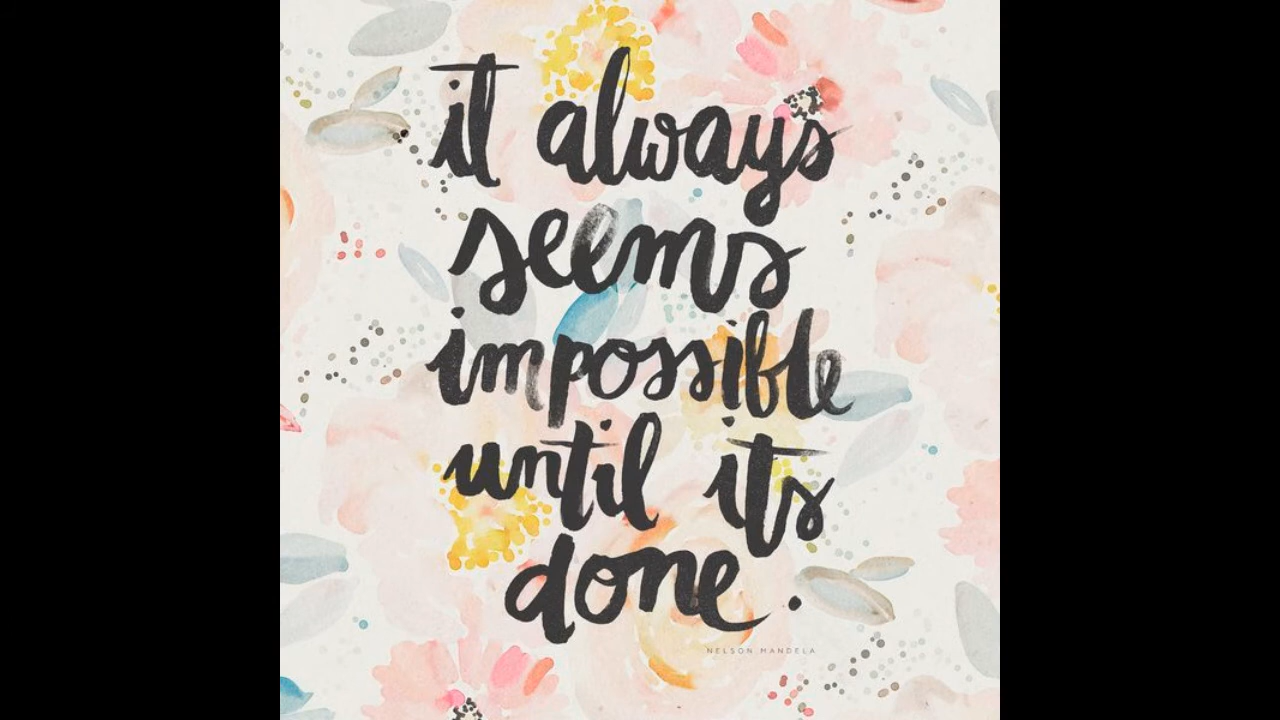 it always
seems
impossible
until its
done.
NELSON MANDELA